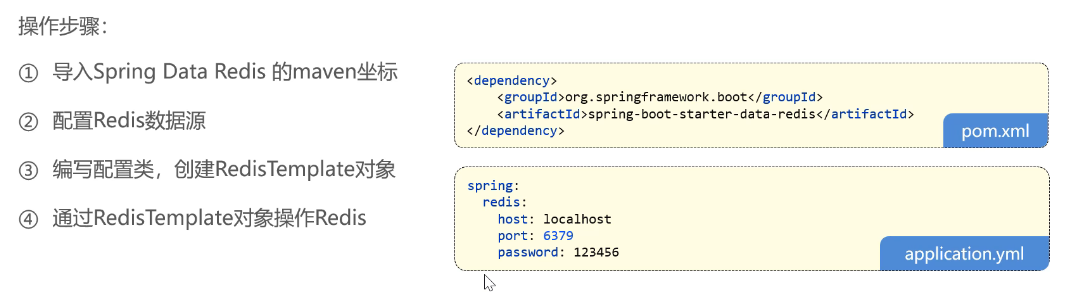 操作步骤：
① 导入Spring Data Redis 的maven坐标
② 配置Redis数据源
③ 编写配置类，创建RedisTemplate对象
④ 通过RedisTemplate对象操作Redis
<dependency>
    <groupId>org.springframework.boot</groupId>
    <artifactId>spring-boot-starter-data-redis</artifactId>
</dependency>
pom.xml
spring:
  redis:
    host: localhost
    port: 6379
    password: 123456
application.yml